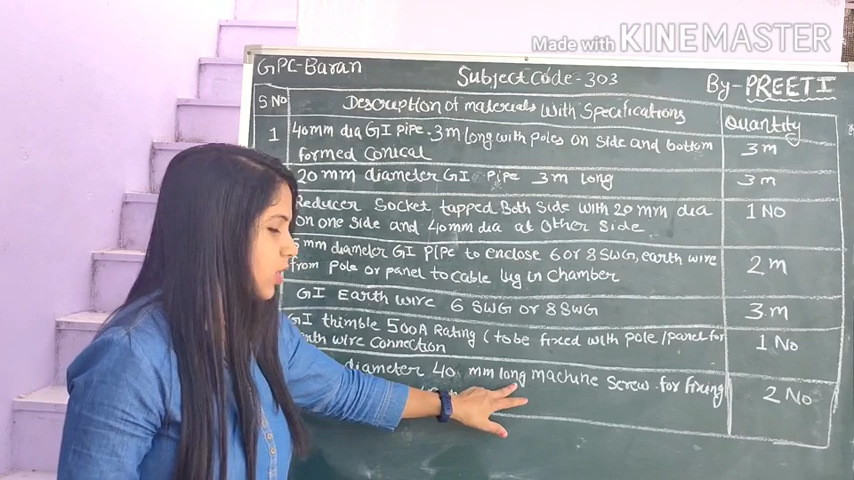 Made with KINEMASTER
GPC-Baran Subject Code-303 By-PREETI
S No Description of materials With Specifications Quantity
1 40mm dia GI Pipe-3m long with poles on side and bottom
formed Conical 3m
20 mm diameter GI Pipe 3m long 3m
Reducer Socket tapped Both Side with 20 mm dia
on one side and 40mm dia at Other Side. 1 NO
mm diameter GI PIPe to enclose 6 or 8 SWG, earth wire
from Pole or panel to cable lug in Chamber 2m
GI Earth wire 6 SWG or 8 SWG 3.m
GI thimble 500A Rating (to be fixed with pole/panel for
wire Connection 1 No
diameter 40 mm long machine Screw for fixing 2 No